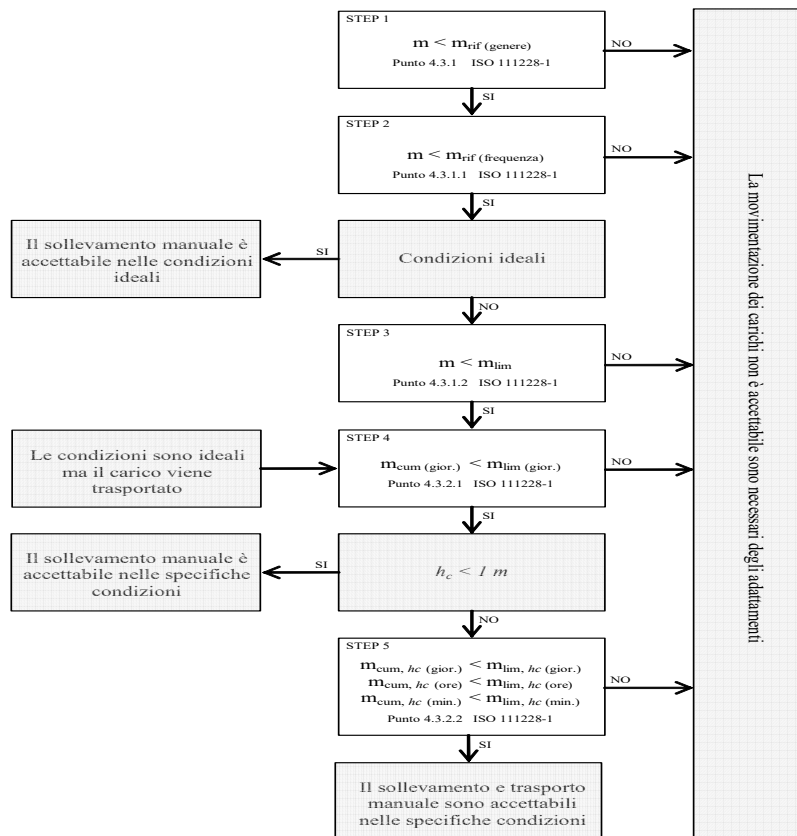 STEP 1
m < mrif (genere)
Punto 4.3.1 ISO 111228-1
NO
SI
STEP 2
m < mrif (frequenza)
Punto 4.3.1.1 ISO 111228-1
NO
SI
Il sollevamento manuale è
accettabile nelle condizioni
ideali
SI
Condizioni ideali
NO
STEP 3
m < mlim
Punto 4.3.1.2 ISO 111228-1
NO
SI
Le condizioni sono ideali
ma il carico viene
trasportato
STEP 4
mcum (gior.) < mlim (gior.)
Punto 4.3.2.1 ISO 111228-1
NO
SI
Il sollevamento manuale è
accettabile nelle specifiche
condizioni
SI
hc < 1 m
NO
STEP 5
mcum, hc (gior.) < mlim, hc (gior.)
mcum, hc (ore) < mlim, hc (ore)
mcum, hc (min.) < mlim, hc (min.)
Punto 4.3.2.2 ISO 111228-1
NO
SI
Il sollevamento e trasporto
manuale sono accettabili
nelle specifiche condizioni
La movimentazione dei carichi non è accettabile sono necessari degli adattamenti